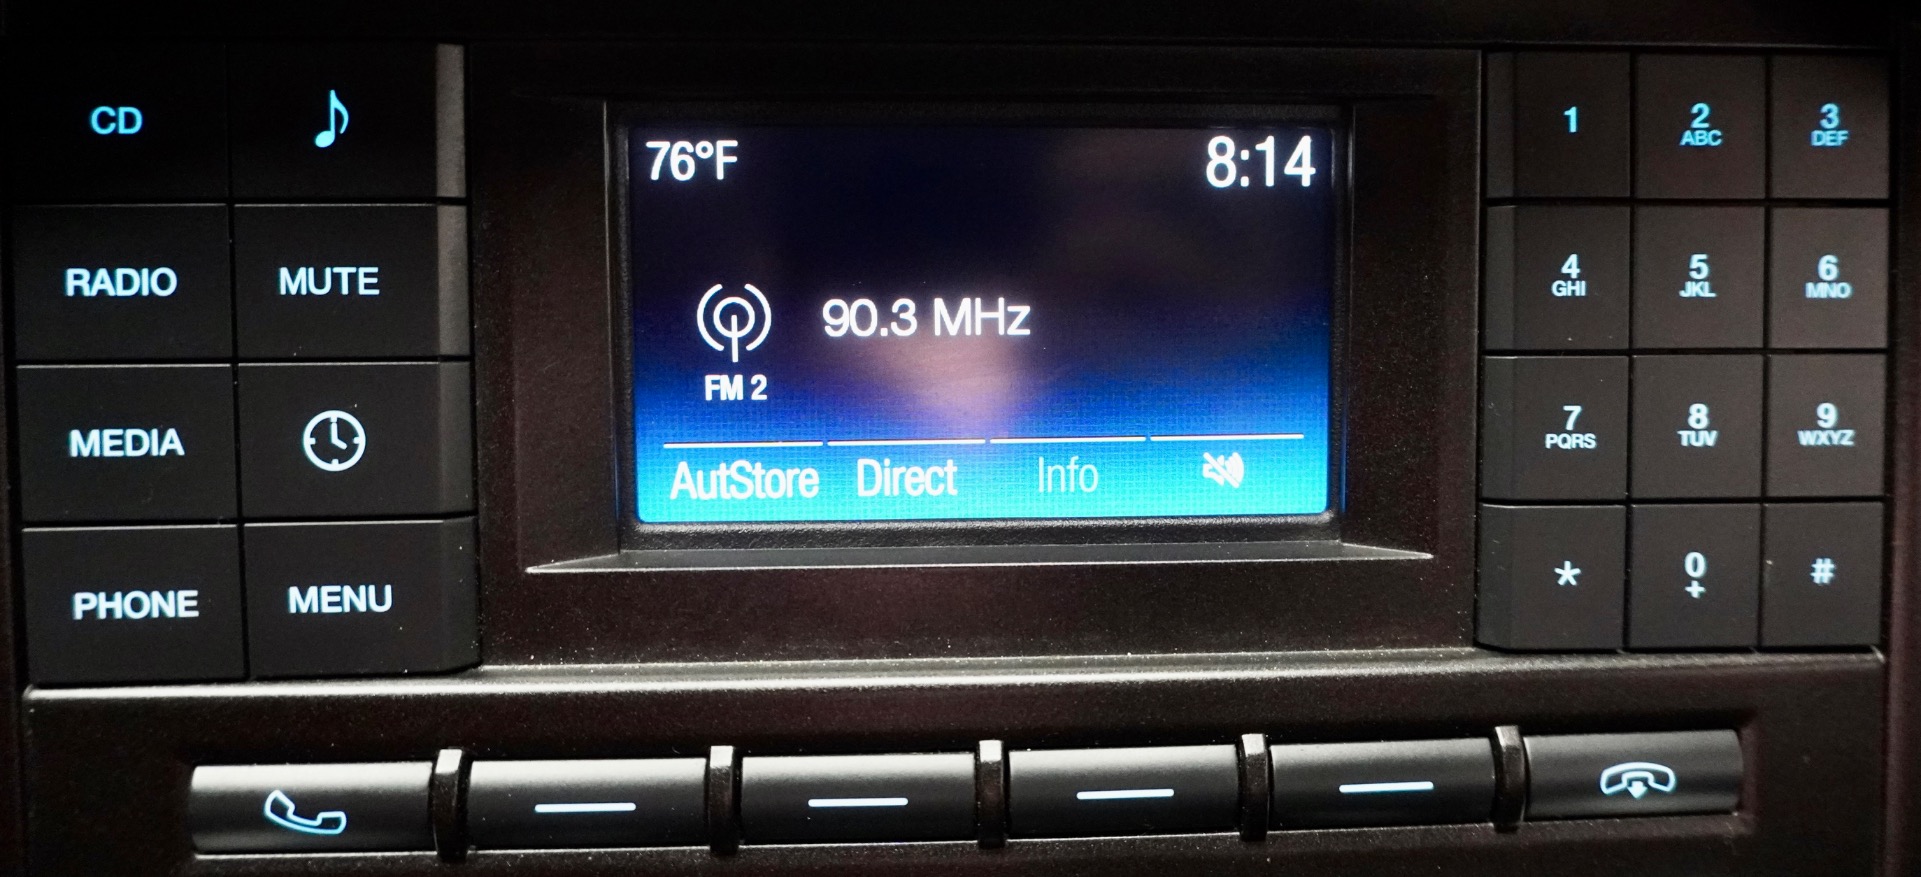 CD
RADIO MUTE
MEDIA
PHONE MENU
76°F 8:14
90.3 MHz
FM 2
AutStore Direct Info
1 2 3
ABC DEF
4 5 6
GHI JKL MNO
7 8 9
PQRS TUV WXYZ
* 0 #
+